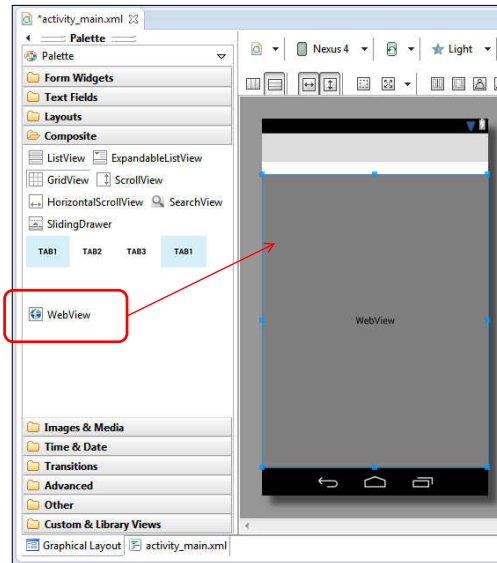 *activity_main.xml
Palette
Palette
Nexus 4
Light
Form Widgets
Text Fields
Layouts
Composite
ListView ExpandableListView
GridView ScrollView
HorizontalScrollView SearchView
SlidingDrawer
TAB1 TAB2 TAB3 TAB1
WebView
WebView
Images & Media
Time & Date
Transitions
Advanced
Other
Custom & Library Views
Graphical Layout activity_main.xml